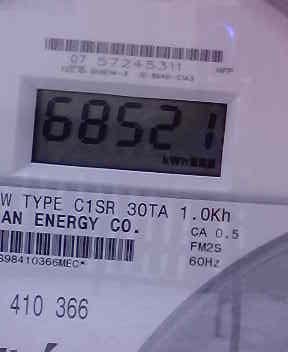 07 57245311
68521
kWh
W TYPE C1SR 30TA 1.0Kh
AN ENERGY CO.
CA 0.5
FM2S
60Hz
S98410366MEC*
410 366